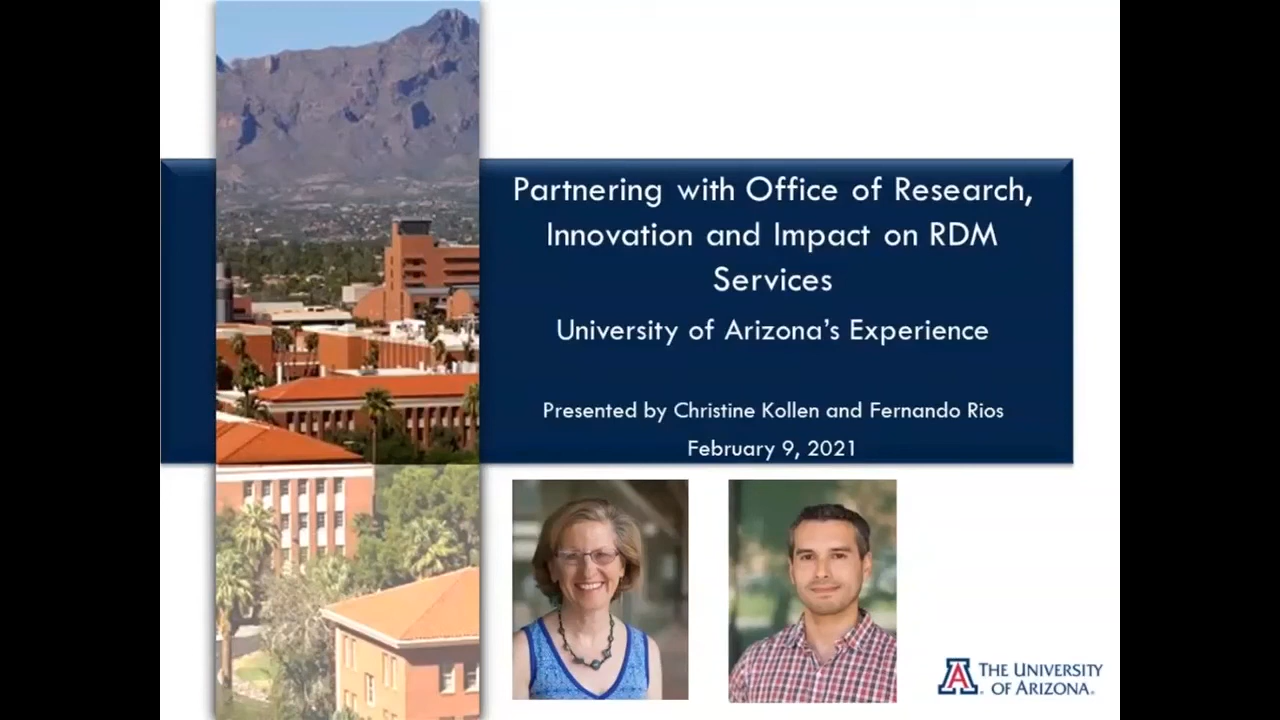 Partnering with Office of Research,
Innovation and Impact on RDM
Services
University of Arizona’s Experience
Presented by Christine Kollen and Fernando Rios
February 9, 2021
A THE UNIVERSITY
OF ARIZONA.